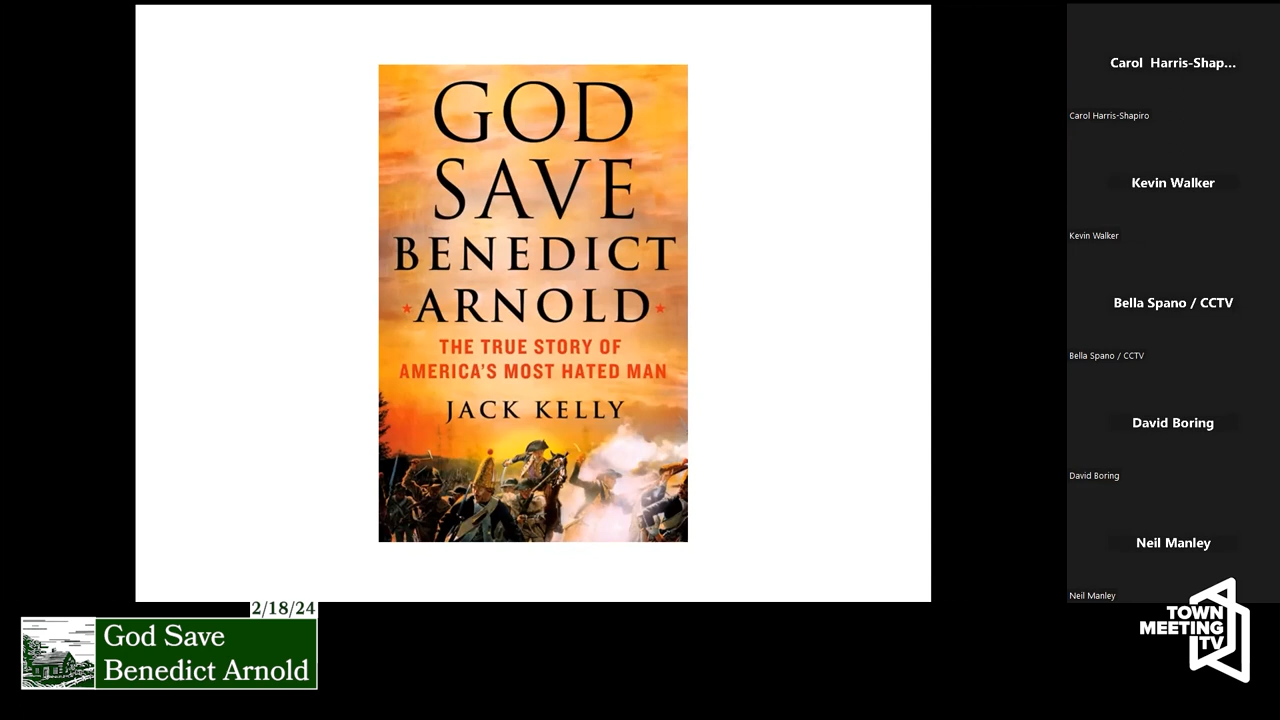 GOD
SAVE
BENEDICT
ARNOLD
THE TRUE STORY OF
AMERICA'S MOST HATED MAN
JACK KELLY
Carol Harris-Shap...
Carol Harris-Shapiro
Kevin Walker
Kevin Walker
Bella Spano / CCTV
Bella Spano / CCTV
David Boring
David Boring
Neil Manley
Neil Manley
2/18/24
God Save
Benedict Arnold
TOWN
MEETING
TV